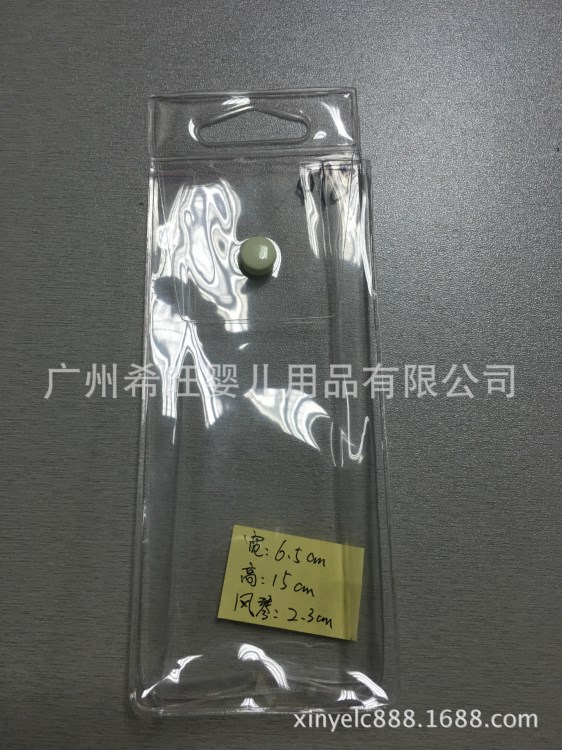 广州希旺婴儿用品有限公司
宽:6.5cm
高:15cm
风琴:2.3cm
xinyelc888.1688.com